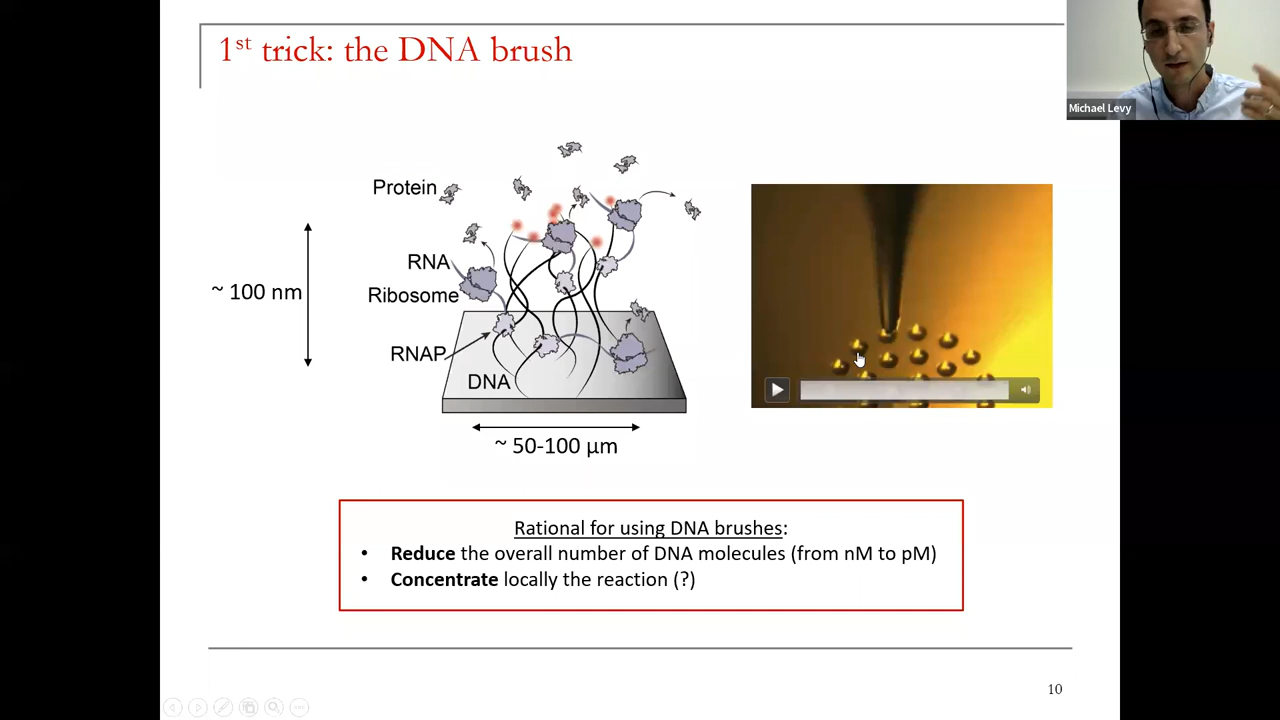 1st trick: the DNA brush
Michael Levy
Protein
RNA
~ 100 nm
Ribosome
RNAP
DNA
~ 50-100 µm
Rational for using DNA brushes:
• Reduce the overall number of DNA molecules (from nM to pM)
• Concentrate locally the reaction (?)
10